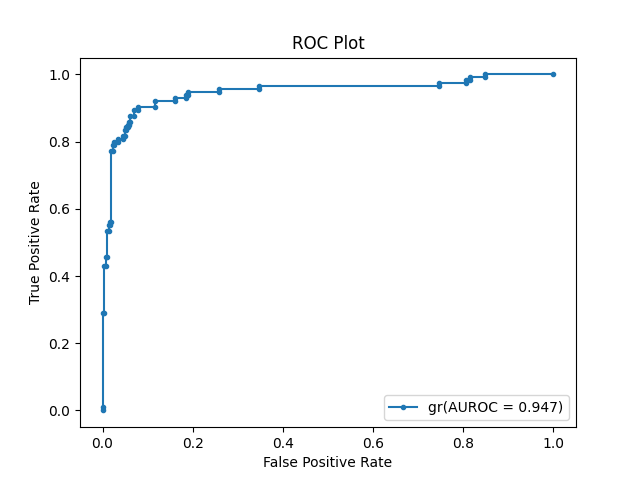 ROC Plot
True Positive Rate
1.0
0.8
0.6
0.4
0.2
0.0
gr(AUROC = 0.947)
0.0 0.2 0.4 0.6 0.8 1.0
False Positive Rate